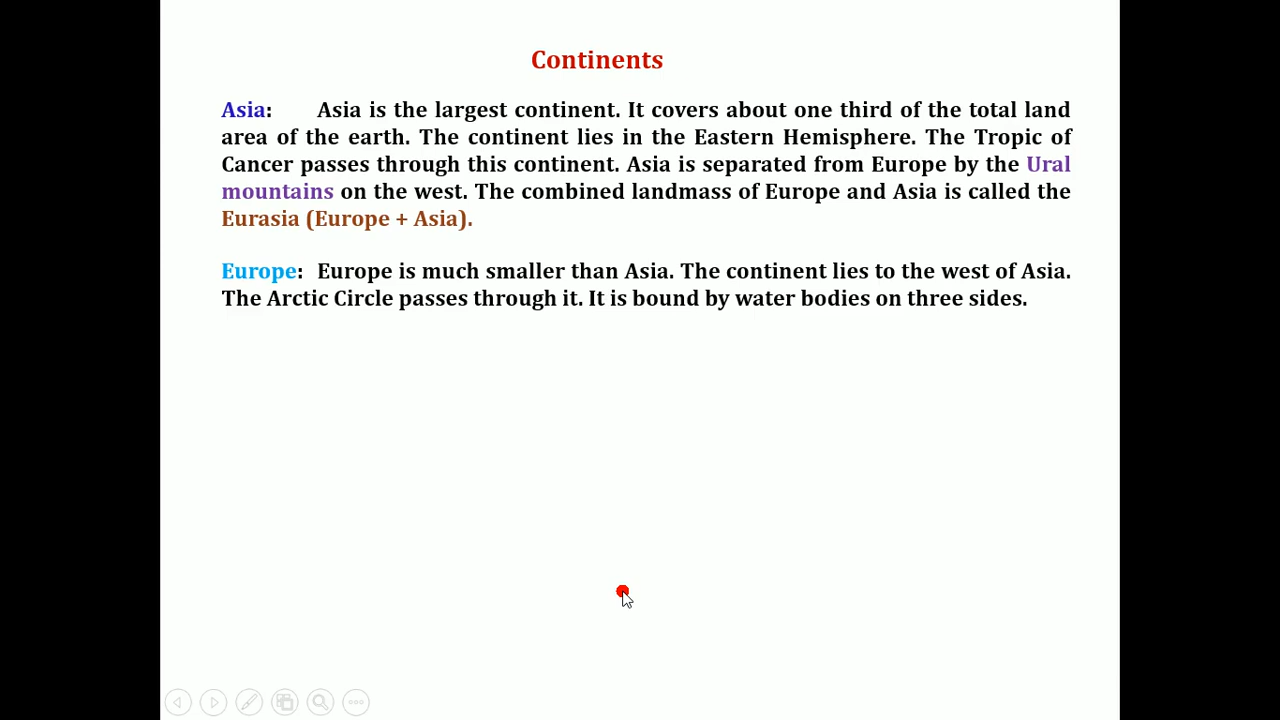 Continents
Asia: Asia is the largest continent. It covers about one third of the total land
area of the earth. The continent lies in the Eastern Hemisphere. The Tropic of
Cancer passes through this continent. Asia is separated from Europe by the Ural
mountains on the west. The combined landmass of Europe and Asia is called the
Eurasia (Europe + Asia).
Europe: Europe is much smaller than Asia. The continent lies to the west of Asia.
The Arctic Circle passes through it. It is bound by water bodies on three sides.